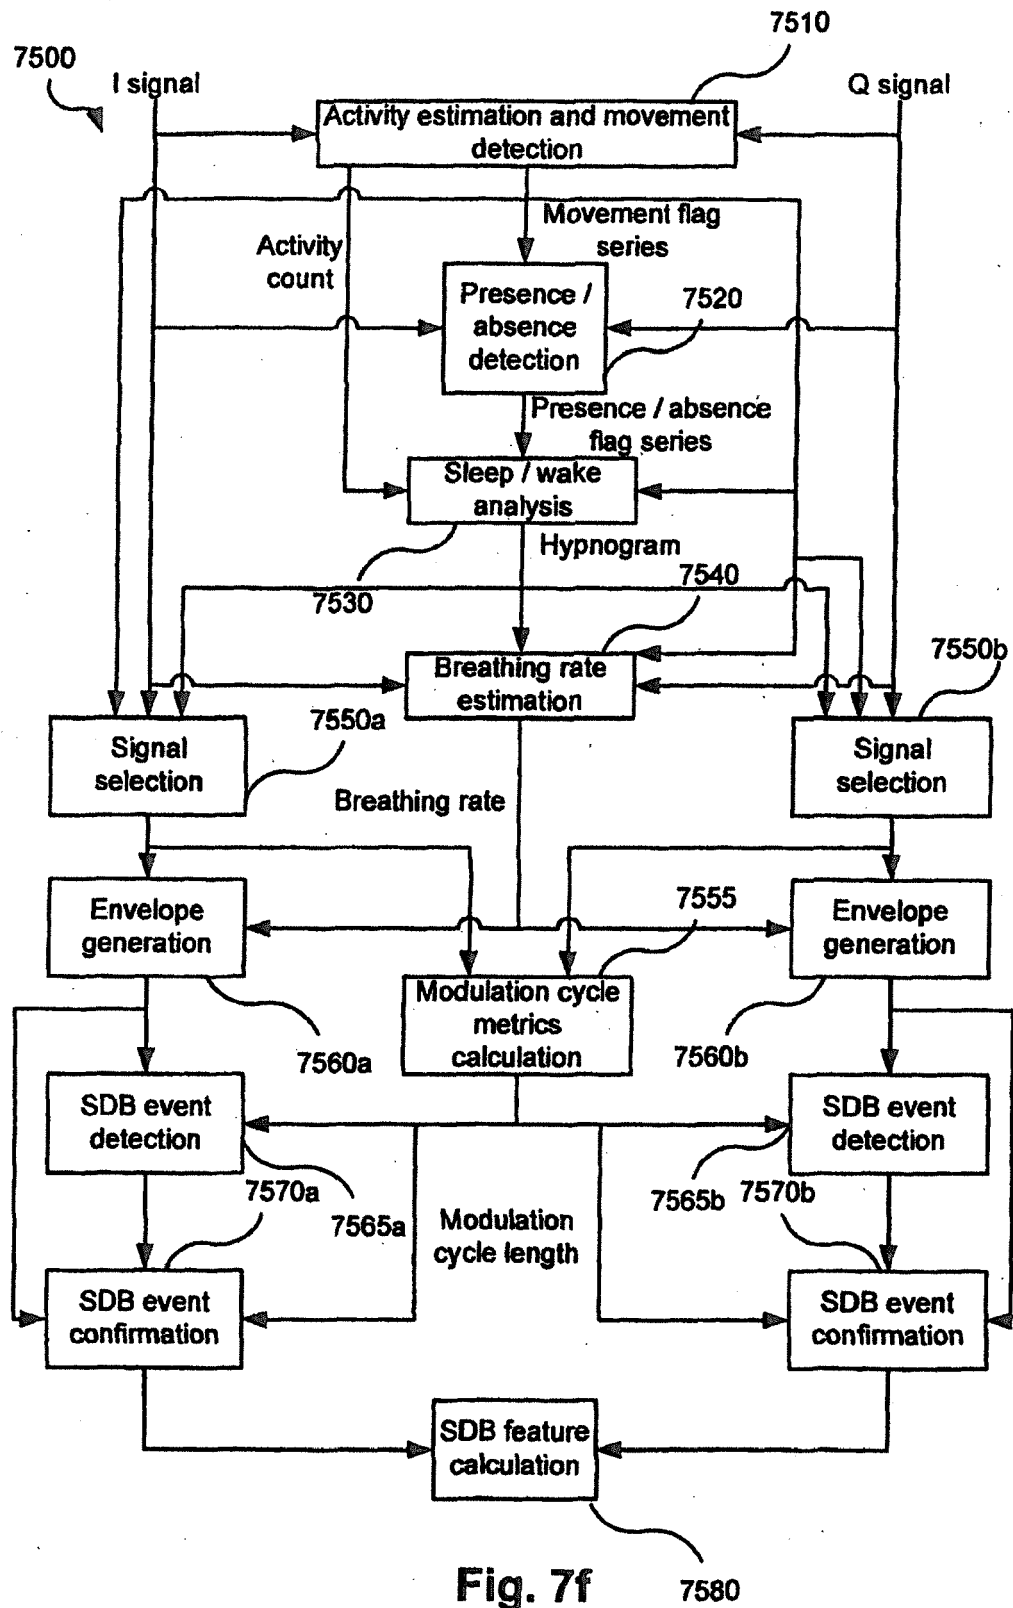 7510
7500
I signal
Q signal
Activity estimation and movement
detection
Movement flag
series
Activity
count
Presence /
absence
detection
7520
Presence / absence
flag series
Sleep / wake
analysis
Hypnogram
7530
7540
Breathing rate
estimation
7550b
7550a
Signal
selection
Signal
selection
Breathing rate
7555
Envelope
generation
Envelope
generation
Modulation cycle
metrics
calculation
7560a
7560b
SDB event
detection
SDB event
detection
7570a
7565a
7565b
7570b
Modulation
cycle length
SDB event
confirmation
SDB event
confirmation
SDB feature
calculation
Fig. 7f
7580